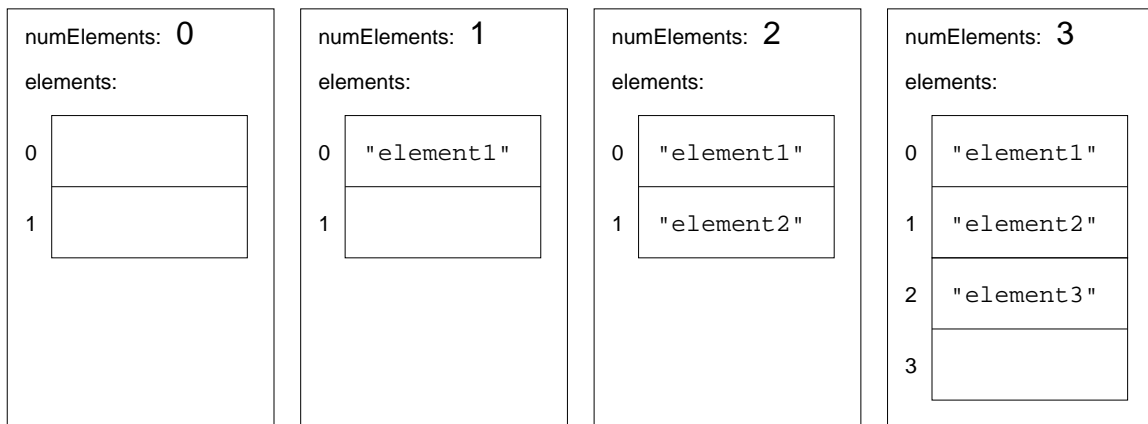 numElements: 0
elements:
0
1
numElements: 1
elements:
0 "element1"
1
numElements: 2
elements:
0 "element1"
1 "element2"
numElements: 3
elements:
0 "element1"
1 "element2"
2 "element3"
3